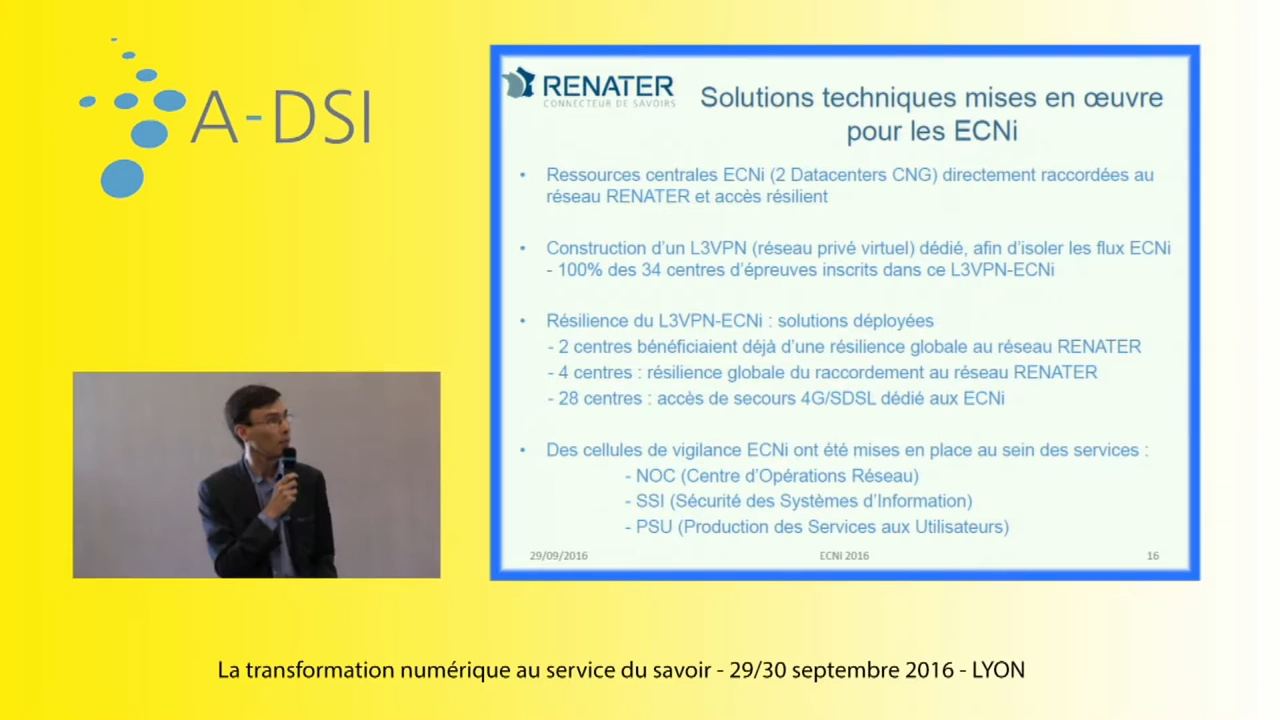 A-DSI
RENATER
CONNECTEUR DE SAVOIRS
Solutions techniques mises en œuvre
pour les ECNi
• Ressources centrales ECNi (2 Datacenters CNG) directement raccordées au
réseau RENATER et accès résilient
• Construction d'un L3VPN (réseau privé virtuel) dédié, afin d'isoler les flux ECNi
- 100% des 34 centres d'épreuves inscrits dans ce L3VPN-ECNi
• Résilience du L3VPN-ECNi : solutions déployées
- 2 centres bénéficiaient déjà d'une résilience globale au réseau RENATER
- 4 centres : résilience globale du raccordement au réseau RENATER
- 28 centres : accès de secours 4G/SDSL dédié aux ECNi
• Des cellules de vigilance ECNi ont été mises en place au sein des services :
- NOC (Centre d'Opérations Réseau)
- SSI (Sécurité des Systèmes d'Information)
- PSU (Production des Services aux Utilisateurs)
29/09/2016 ECNI 2016 16
La transformation numérique au service du savoir - 29/30 septembre 2016 - LYON